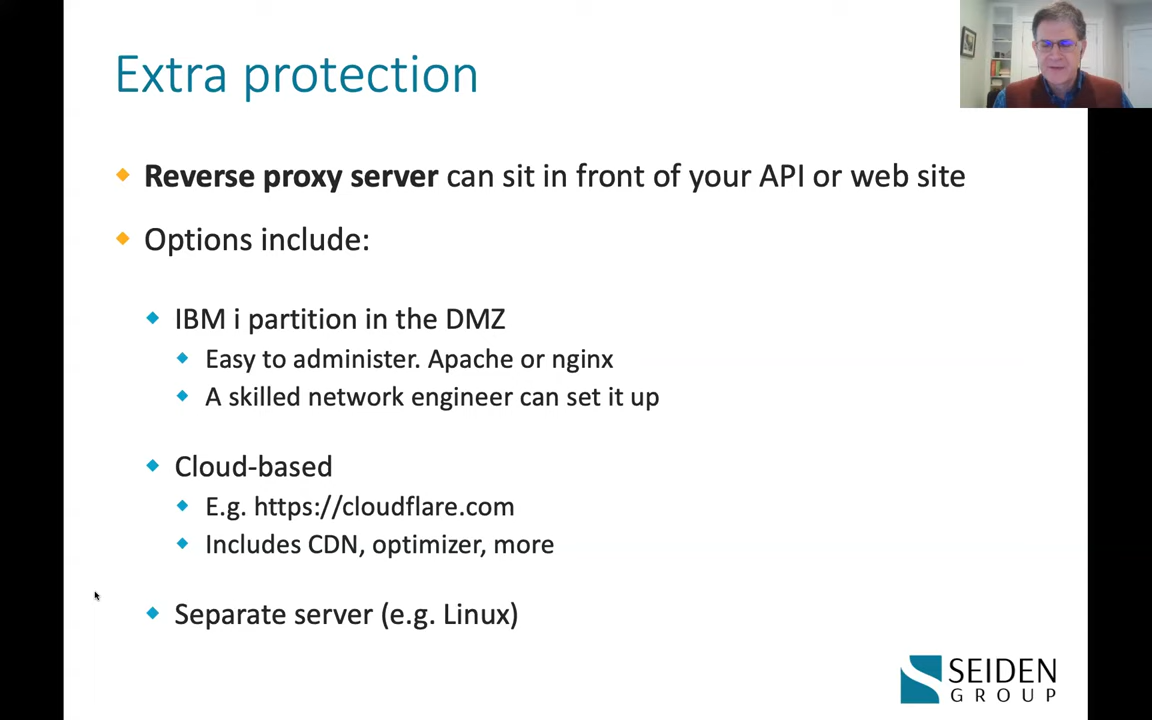 Extra protection
Reverse proxy server can sit in front of your API or web site
Options include:
IBM i partition in the DMZ
Easy to administer. Apache or nginx
A skilled network engineer can set it up
Cloud-based
E.g. https://cloudflare.com
Includes CDN, optimizer, more
Separate server (e.g. Linux)
SEIDEN
GROUP